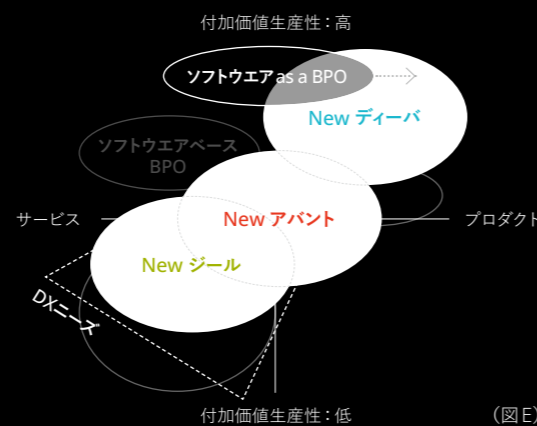 付加価値生産性：高
ソフトウエアas a BPO
New ディーバ
ソフトウエアベース
BPO
サービス
New アバント
プロダクト
New ジール
DXニーズ
付加価値生産性：低
（図E）